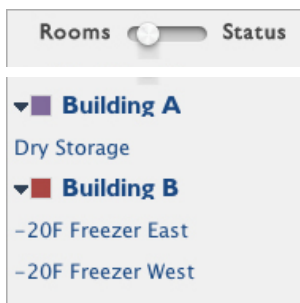 Rooms Status
Building A
Dry Storage
Building B
-20F Freezer East
-20F Freezer West